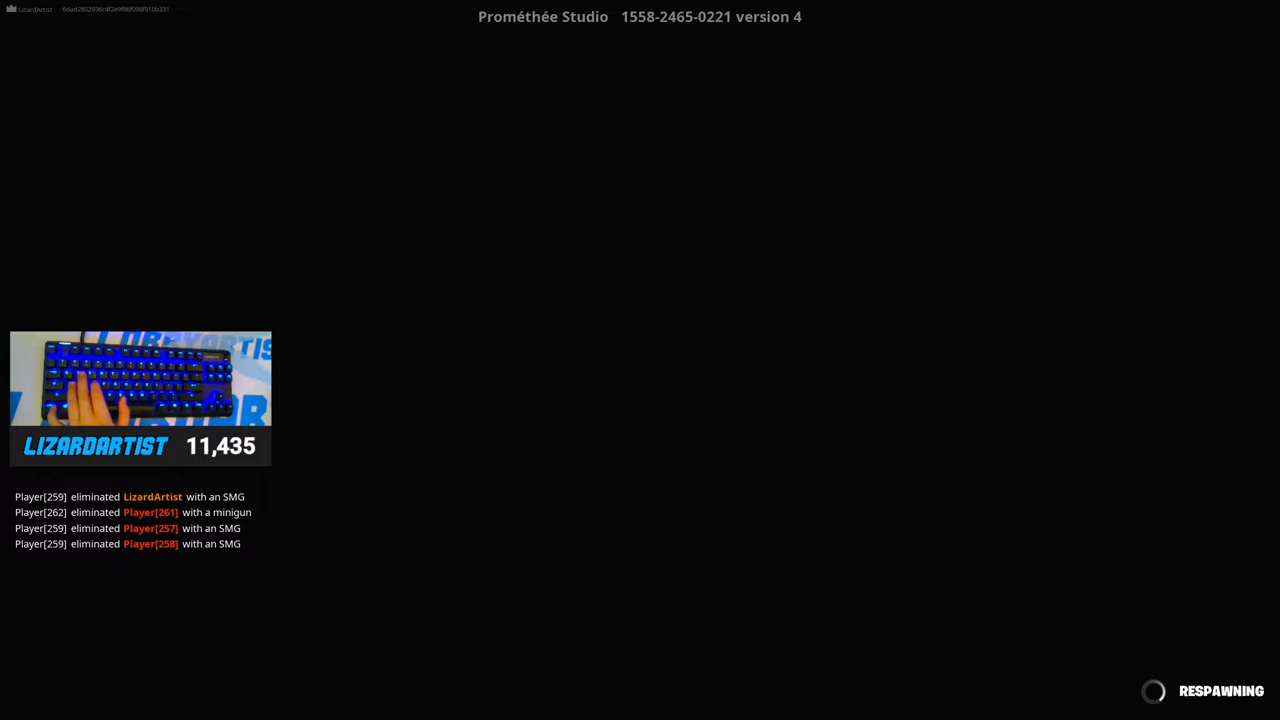 LizardArtist
Prométhée Studio 1558-2465-0221 version 4
LIZARDARTIST 11,435
Player[259] eliminated LizardArtist with an SMG
Player[262] eliminated Player[261] with a minigun
Player[259] eliminated Player[257] with an SMG
Player[259] eliminated Player[258] with an SMG
RESPAWNING